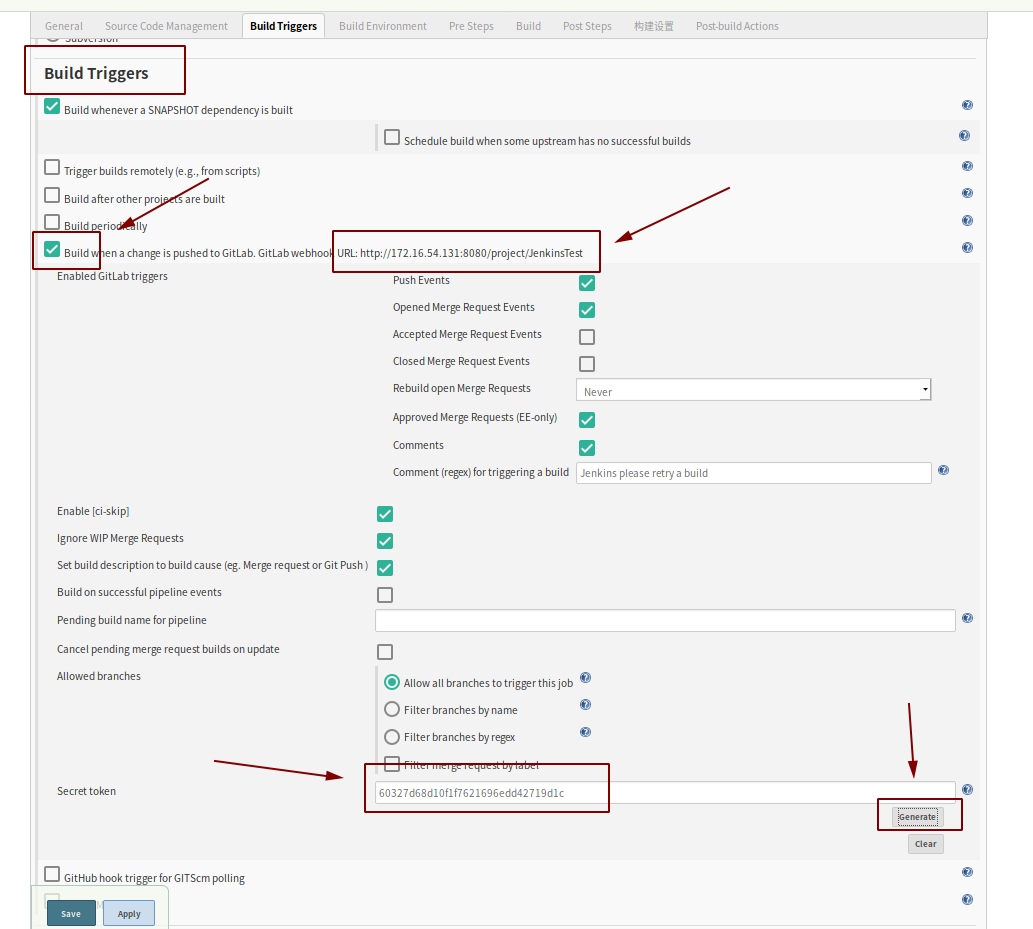 General Source Code Management Build Triggers Build Environment Pre Steps Build Post Steps 构建设置 Post-build Actions
Subversion
Build Triggers
Build whenever a SNAPSHOT dependency is built
Schedule build when some upstream has no successful builds
Trigger builds remotely (e.g., from scripts)
Build after other projects are built
Build periodically
Build when a change is pushed to GitLab. GitLab webhook URL: http://172.16.54.131:8080/project/JenkinsTest
Enabled GitLab triggers
Push Events
Opened Merge Request Events
Accepted Merge Request Events
Closed Merge Request Events
Rebuild open Merge Requests Never
Approved Merge Requests (EE-only)
Comments
Comment (regex) for triggering a build Jenkins please retry a build
Enable [ci-skip]
Ignore WIP Merge Requests
Set build description to build cause (eg. Merge request or Git Push )
Build on successful pipeline events
Pending build name for pipeline
Cancel pending merge request builds on update
Allowed branches
Allow all branches to trigger this job
Filter branches by name
Filter branches by regex
Filter merge request by label
Secret token 60327d68d10f1f7621696edd42719d1c
Generate
Clear
GitHub hook trigger for GITScm polling
Save Apply